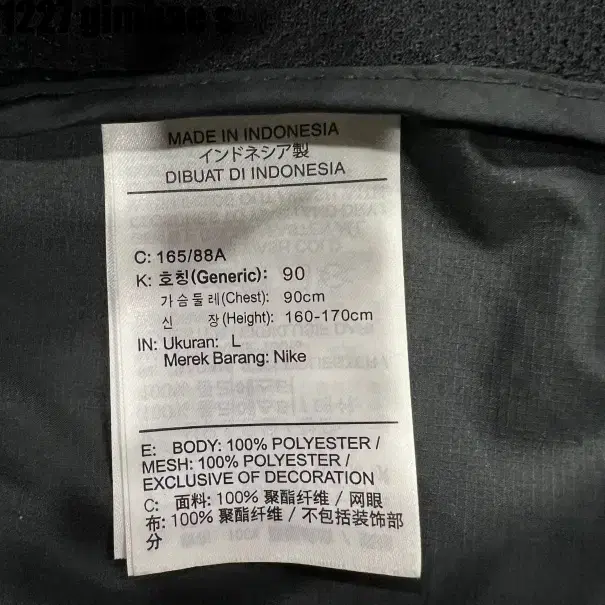 1227 gimhae s
MADE IN INDONESIA
インドネシア製
DIBUAT DI INDONESIA
C: 165/88A
K: 호칭(Generic): 90
가슴둘레(Chest): 90cm
신 장(Height): 160-170cm
IN: Ukuran: L
Merek Barang: Nike
E: BODY: 100% POLYESTER /
MESH: 100% POLYESTER /
EXCLUSIVE OF DECORATION
C: 面料: 100% 聚酯纤维 / 网眼
布: 100% 聚酯纤维 / 不包括装饰部
分